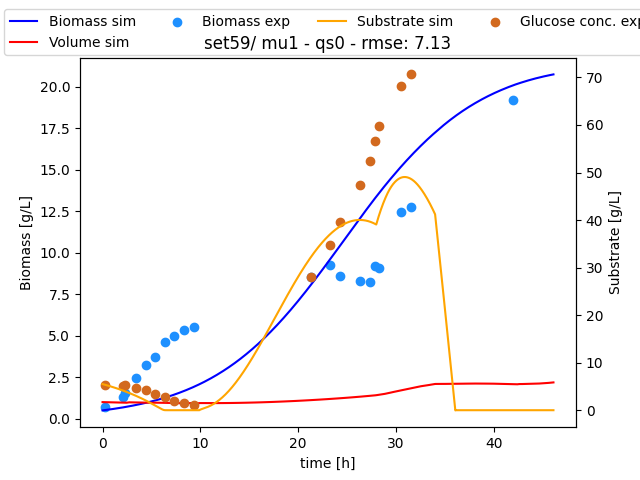 Biomass sim Biomass exp Substrate sim Glucose conc. exp
Volume sim
set59/ mu1 - qs0 - rmse: 7.13
20.0
17.5
15.0
12.5
10.0
7.5
5.0
2.5
0.0
Biomass [g/L]
70
60
50
40
30
20
10
0
Substrate [g/L]
0 10 20 30 40
time [h]